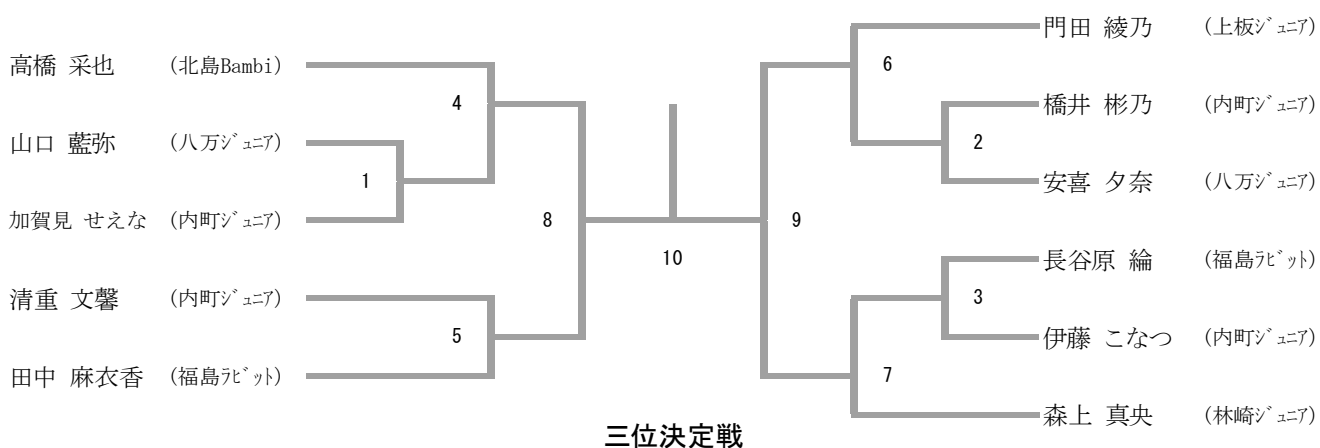 門田 綾乃 (上板ｼﾞｭﾆｱ)
高橋 采也 (北島Bambi)
6
4
橋井 彬乃 (内町ｼﾞｭﾆｱ)
山口 藍弥 (八万ｼﾞｭﾆｱ)
2
1
安喜 夕奈 (八万ｼﾞｭﾆｱ)
加賀見 せえな (内町ｼﾞｭﾆｱ)
8
9
10
長谷原 綸 (福島ﾗﾋﾞｯﾄ)
清重 文馨 (内町ｼﾞｭﾆｱ)
3
5
伊藤 こなつ (内町ｼﾞｭﾆｱ)
田中 麻衣香 (福島ﾗﾋﾞｯﾄ)
7
森上 真央 (林崎ｼﾞｭﾆｱ)
三位決定戦